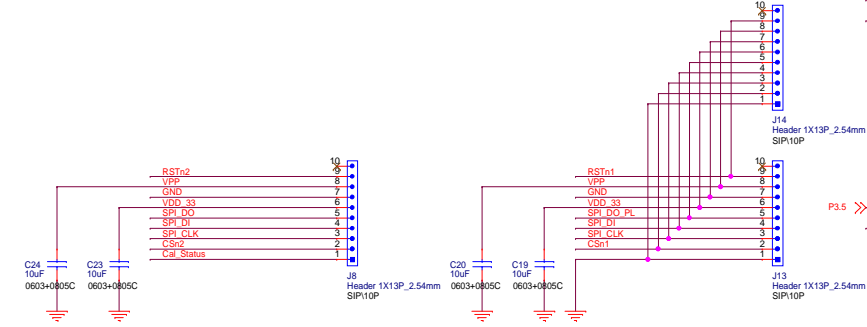 10
9
8
7
6
5
4
3
2
1
J14
Header 1X13P_2.54mm
SIP\10P
10
9
8
7
6
5
4
3
2
1
RSTn2
VPP
GND
VDD_33
SPI_DO
SPI_DI
SPI_CLK
CSn2
Cal_Status
C24
10uF
0603+0805C
C23
10uF
0603+0805C
J8
Header 1X13P_2.54mm
SIP\10P
10
9
8
7
6
5
4
3
2
1
RSTn1
VPP
GND
VDD_33
SPI_DO_PL
SPI_DI
SPI_CLK
CSn1
C20
10uF
0603+0805C
C19
10uF
0603+0805C
J13
Header 1X13P_2.54mm
SIP\10P
P3.5